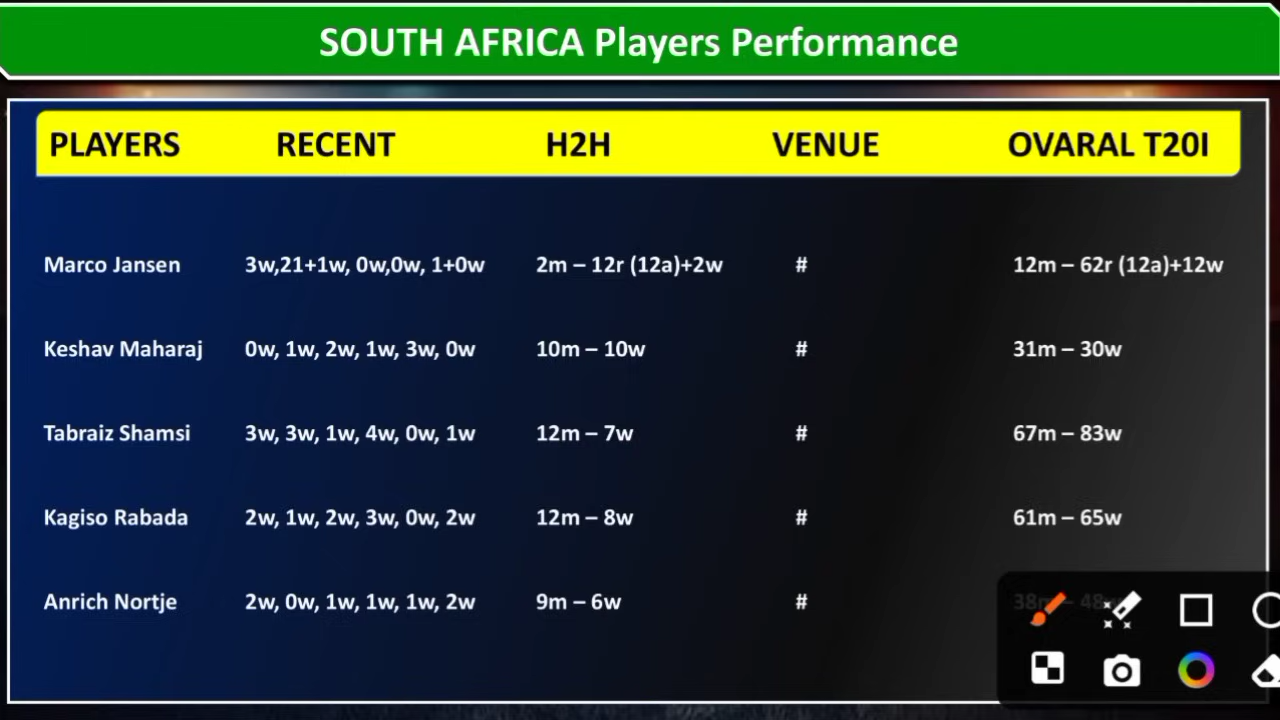 SOUTH AFRICA Players Performance
PLAYERS RECENT H2H VENUE OVARAL T20I
Marco Jansen 3w,21+1w, 0w,0w, 1+0w 2m – 12r (12a)+2w # 12m – 62r (12a)+12w
Keshav Maharaj 0w, 1w, 2w, 1w, 3w, 0w 10m – 10w # 31m – 30w
Tabraiz Shamsi 3w, 3w, 1w, 4w, 0w, 1w 12m – 7w # 67m – 83w
Kagiso Rabada 2w, 1w, 2w, 3w, 0w, 2w 12m – 8w # 61m – 65w
Anrich Nortje 2w, 0w, 1w, 1w, 1w, 2w 9m – 6w #